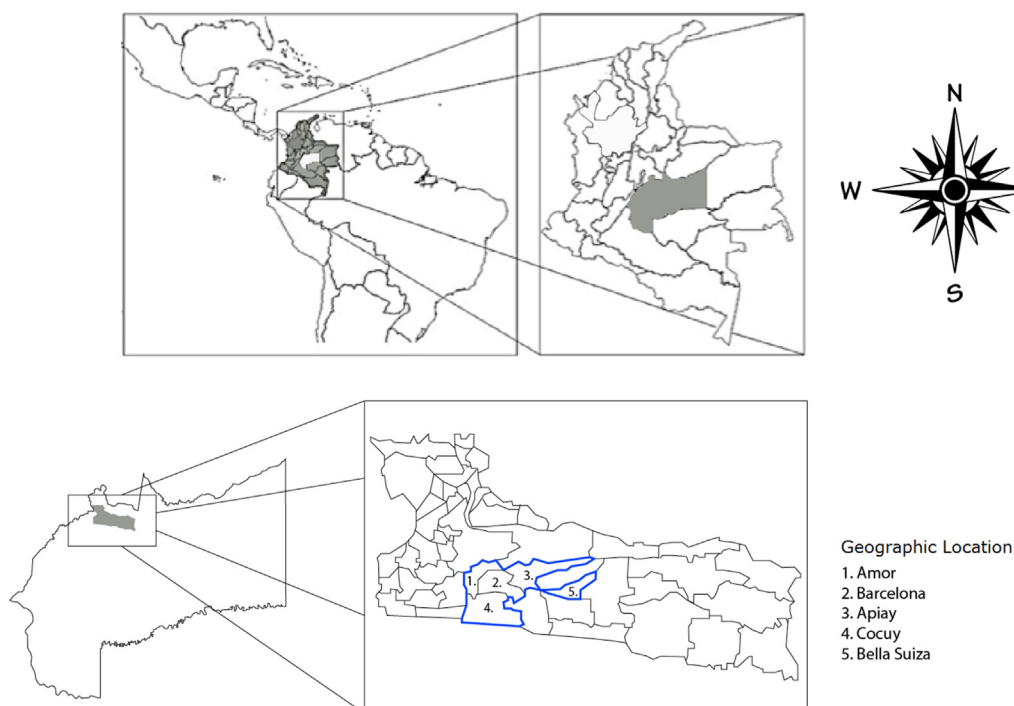 N
W
S
1.
2.
3.
4.
5.
Geographic Location
1. Amor
2. Barcelona
3. Apiay
4. Cocuy
5. Bella Suiza